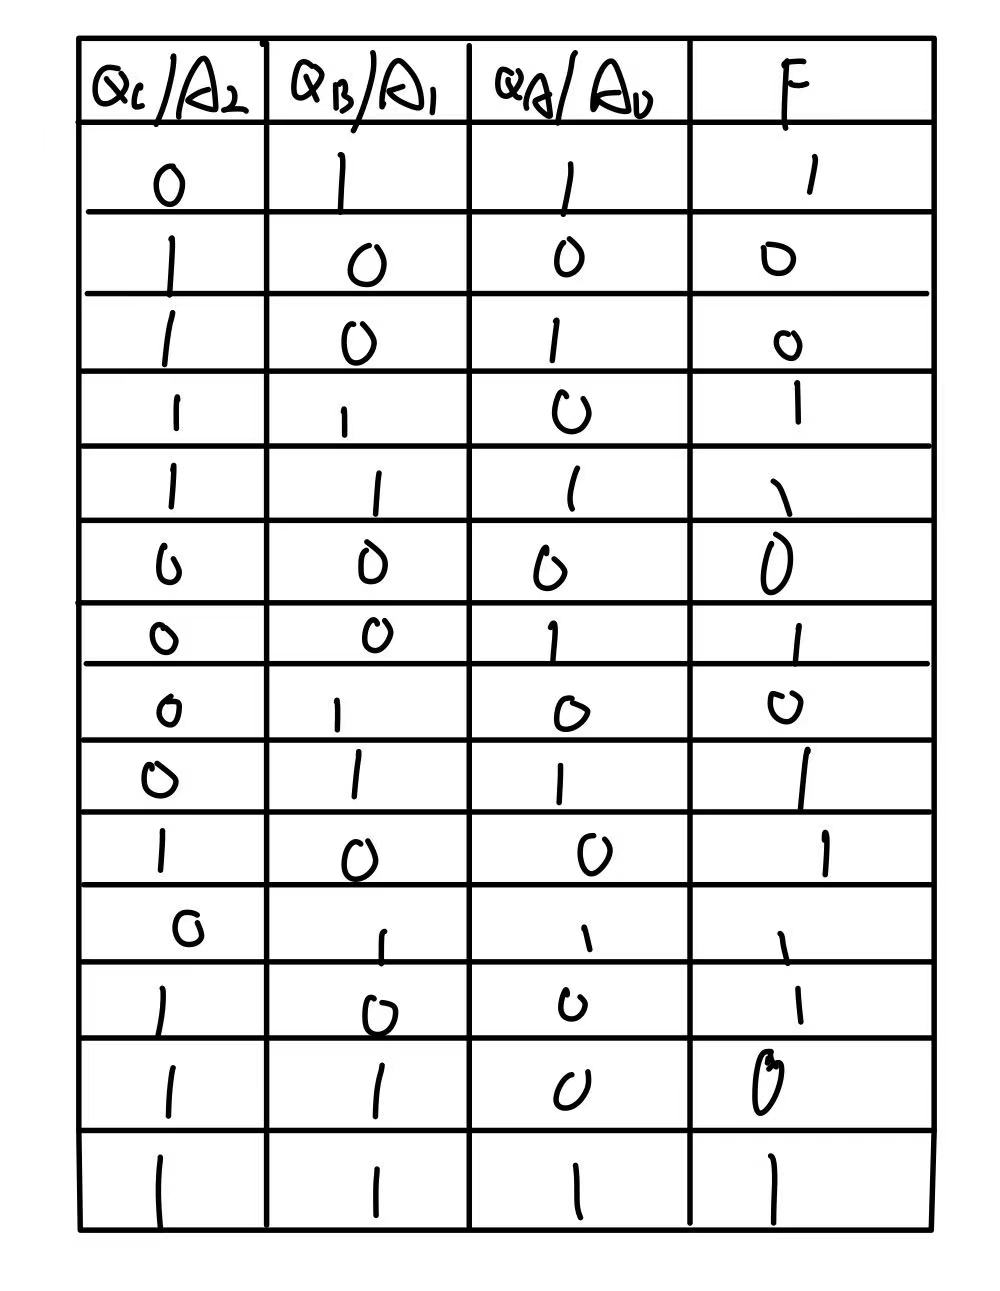 Qc/A2 QB/A1 QA/A0 F
0 1 1 1
1 0 0 0
1 0 1 0
1 1 0 1
1 1 1 1
0 0 0 0
0 0 1 1
0 1 0 0
0 1 1 1
1 0 0 1
0 1 1 1
1 0 0 1
1 1 0 0
1 1 1 1